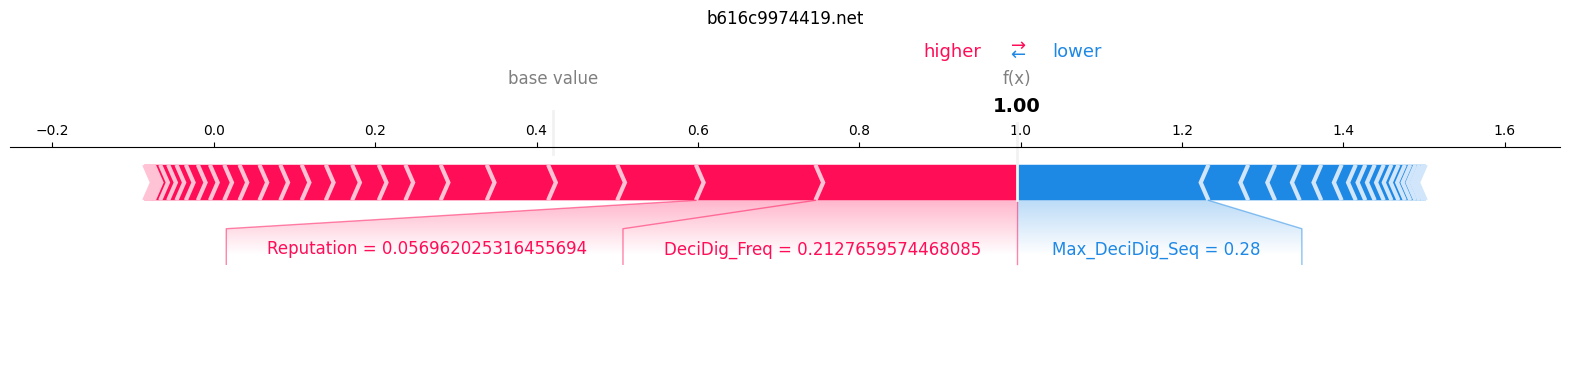 b616c9974419.net
higher ⇄ lower
base value f(x)
1.00
−0.2 0.0 0.2 0.4 0.6 0.8 1.0 1.2 1.4 1.6
Reputation = 0.056962025316455694 DeciDig_Freq = 0.2127659574468085 Max_DeciDig_Seq = 0.28